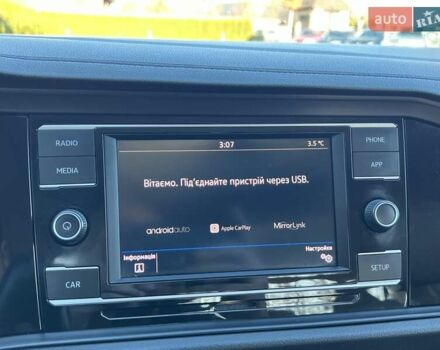 auto RIA
RADIO
MEDIA
CAR
3:07
3.5 °C
Вітаємо. Під'єднайте пристрій через USB.
androidauto
Apple CarPlay
MirrorLink
Інформація
Настройка
PHONE
APP
SETUP